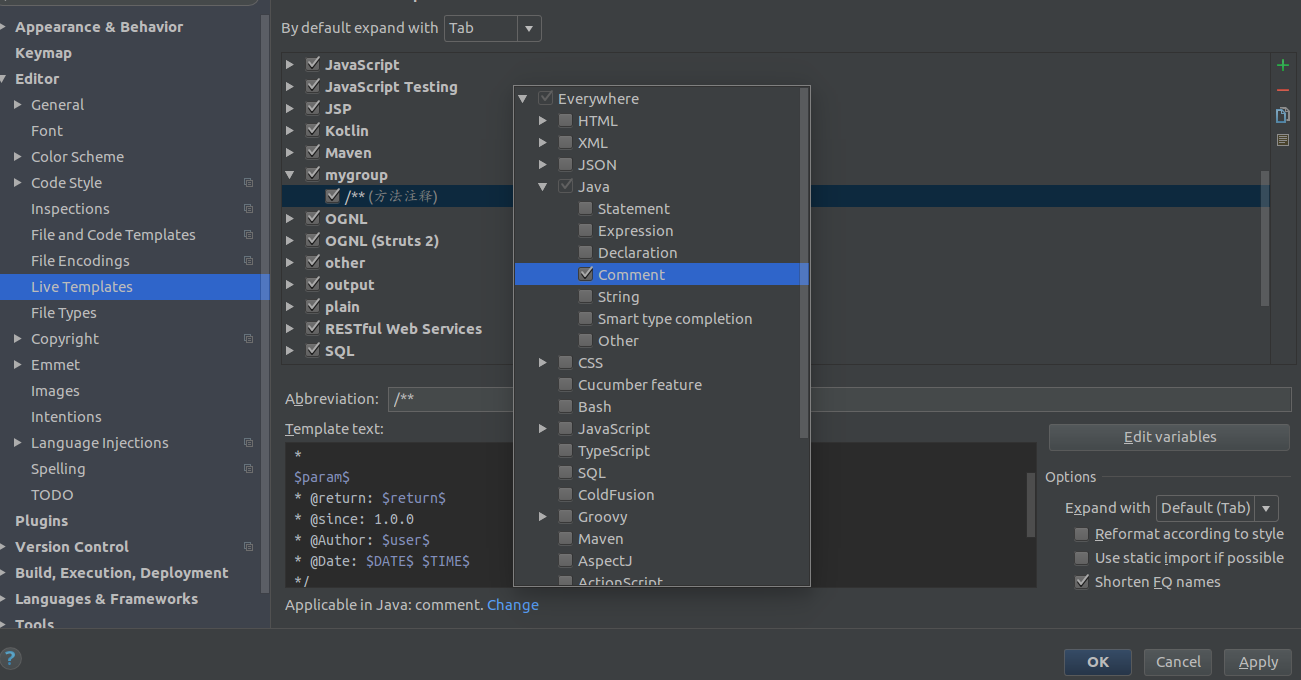 Appearance & Behavior
Keymap
Editor
General
Font
Color Scheme
Code Style
Inspections
File and Code Templates
File Encodings
Live Templates
File Types
Copyright
Emmet
Images
Intentions
Language Injections
Spelling
TODO
Plugins
Version Control
Build, Execution, Deployment
Languages & Frameworks
Tools
By default expand with Tab
JavaScript
JavaScript Testing
JSP
Kotlin
Maven
mygroup
/** (方法注释)
OGNL
OGNL (Struts 2)
other
output
plain
RESTful Web Services
SQL
Everywhere
HTML
XML
JSON
Java
Statement
Expression
Declaration
Comment
String
Smart type completion
Other
CSS
Cucumber feature
Bash
JavaScript
TypeScript
SQL
ColdFusion
Groovy
Maven
AspectJ
ActionScript
Abbreviation: /**
Template text:
*
$param$
* @return: $return$
* @since: 1.0.0
* @Author: $user$
* @Date: $DATE$ $TIME$
*/
Applicable in Java: comment. Change
Edit variables
Options
Expand with Default (Tab)
Reformat according to style
Use static import if possible
Shorten FQ names
?
OK
Cancel
Apply